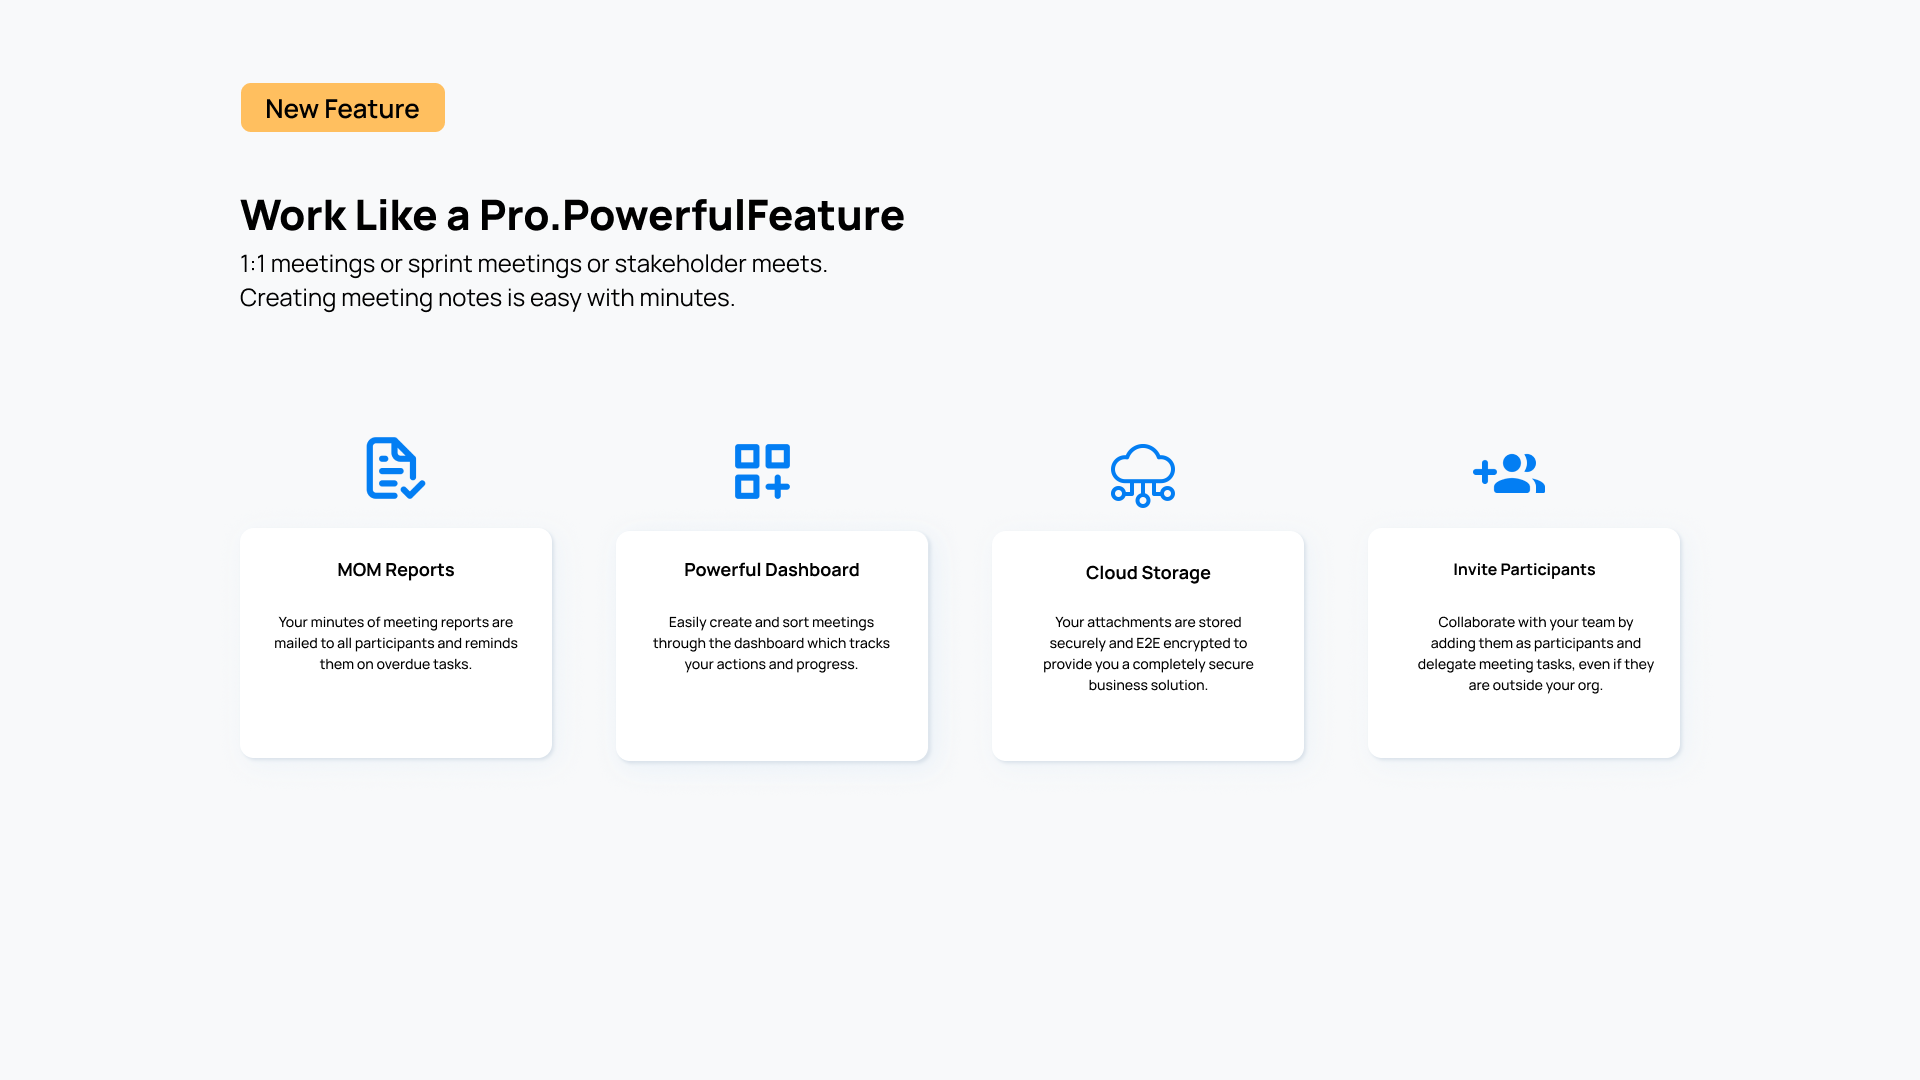 New Feature
Work Like a Pro.PowerfulFeature
1:1 meetings or sprint meetings or stakeholder meets.
Creating meeting notes is easy with minutes.
MOM Reports
Your minutes of meeting reports are
mailed to all participants and reminds
them on overdue tasks.
Powerful Dashboard
Easily create and sort meetings
through the dashboard which tracks
your actions and progress.
Cloud Storage
Your attachments are stored
securely and E2E encrypted to
provide you a completely secure
business solution.
Invite Participants
Collaborate with your team by
adding them as participants and
delegate meeting tasks, even if they
are outside your org.